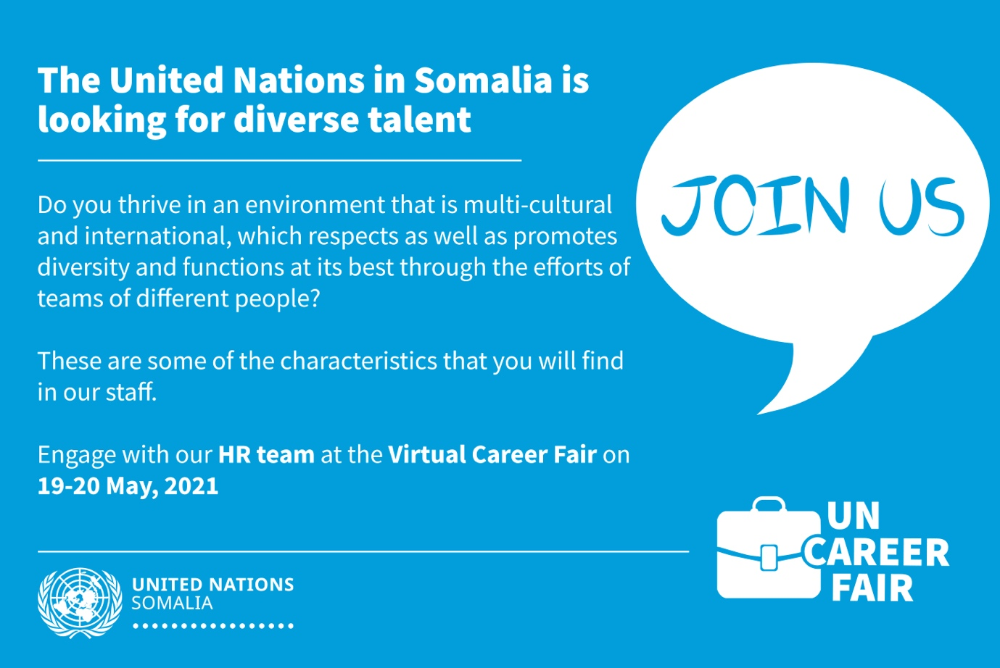 The United Nations in Somalia is
looking for diverse talent
Do you thrive in an environment that is multi-cultural
and international, which respects as well as promotes
diversity and functions at its best through the efforts of
teams of different people?
These are some of the characteristics that you will find
in our staff.
Engage with our HR team at the Virtual Career Fair on
19-20 May, 2021
JOIN US
UN
CAREER
FAIR
UNITED NATIONS
SOMALIA